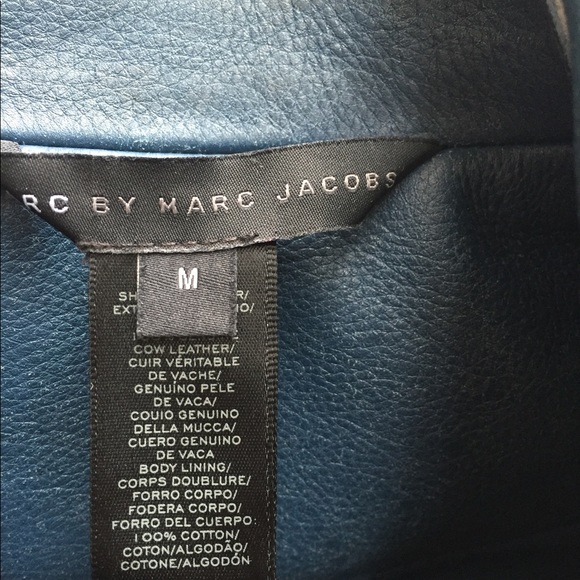 RC BY MARC JACOBS
M
COW LEATHER/
CUIR VÉRITABLE
DE VACHE/
GENUÍNO PELE
DE VACA/
COUIO GENUINO
DELLA MUCCA/
CUERO GENUINO
DE VACA
BODY LINING/
CORPS DOUBLURE/
FORRO CORPO/
FODERA CORPO/
FORRO DEL CUERPO:
100% COTTON/
COTON/ALGODÃO/
COTONE/ALGODÓN